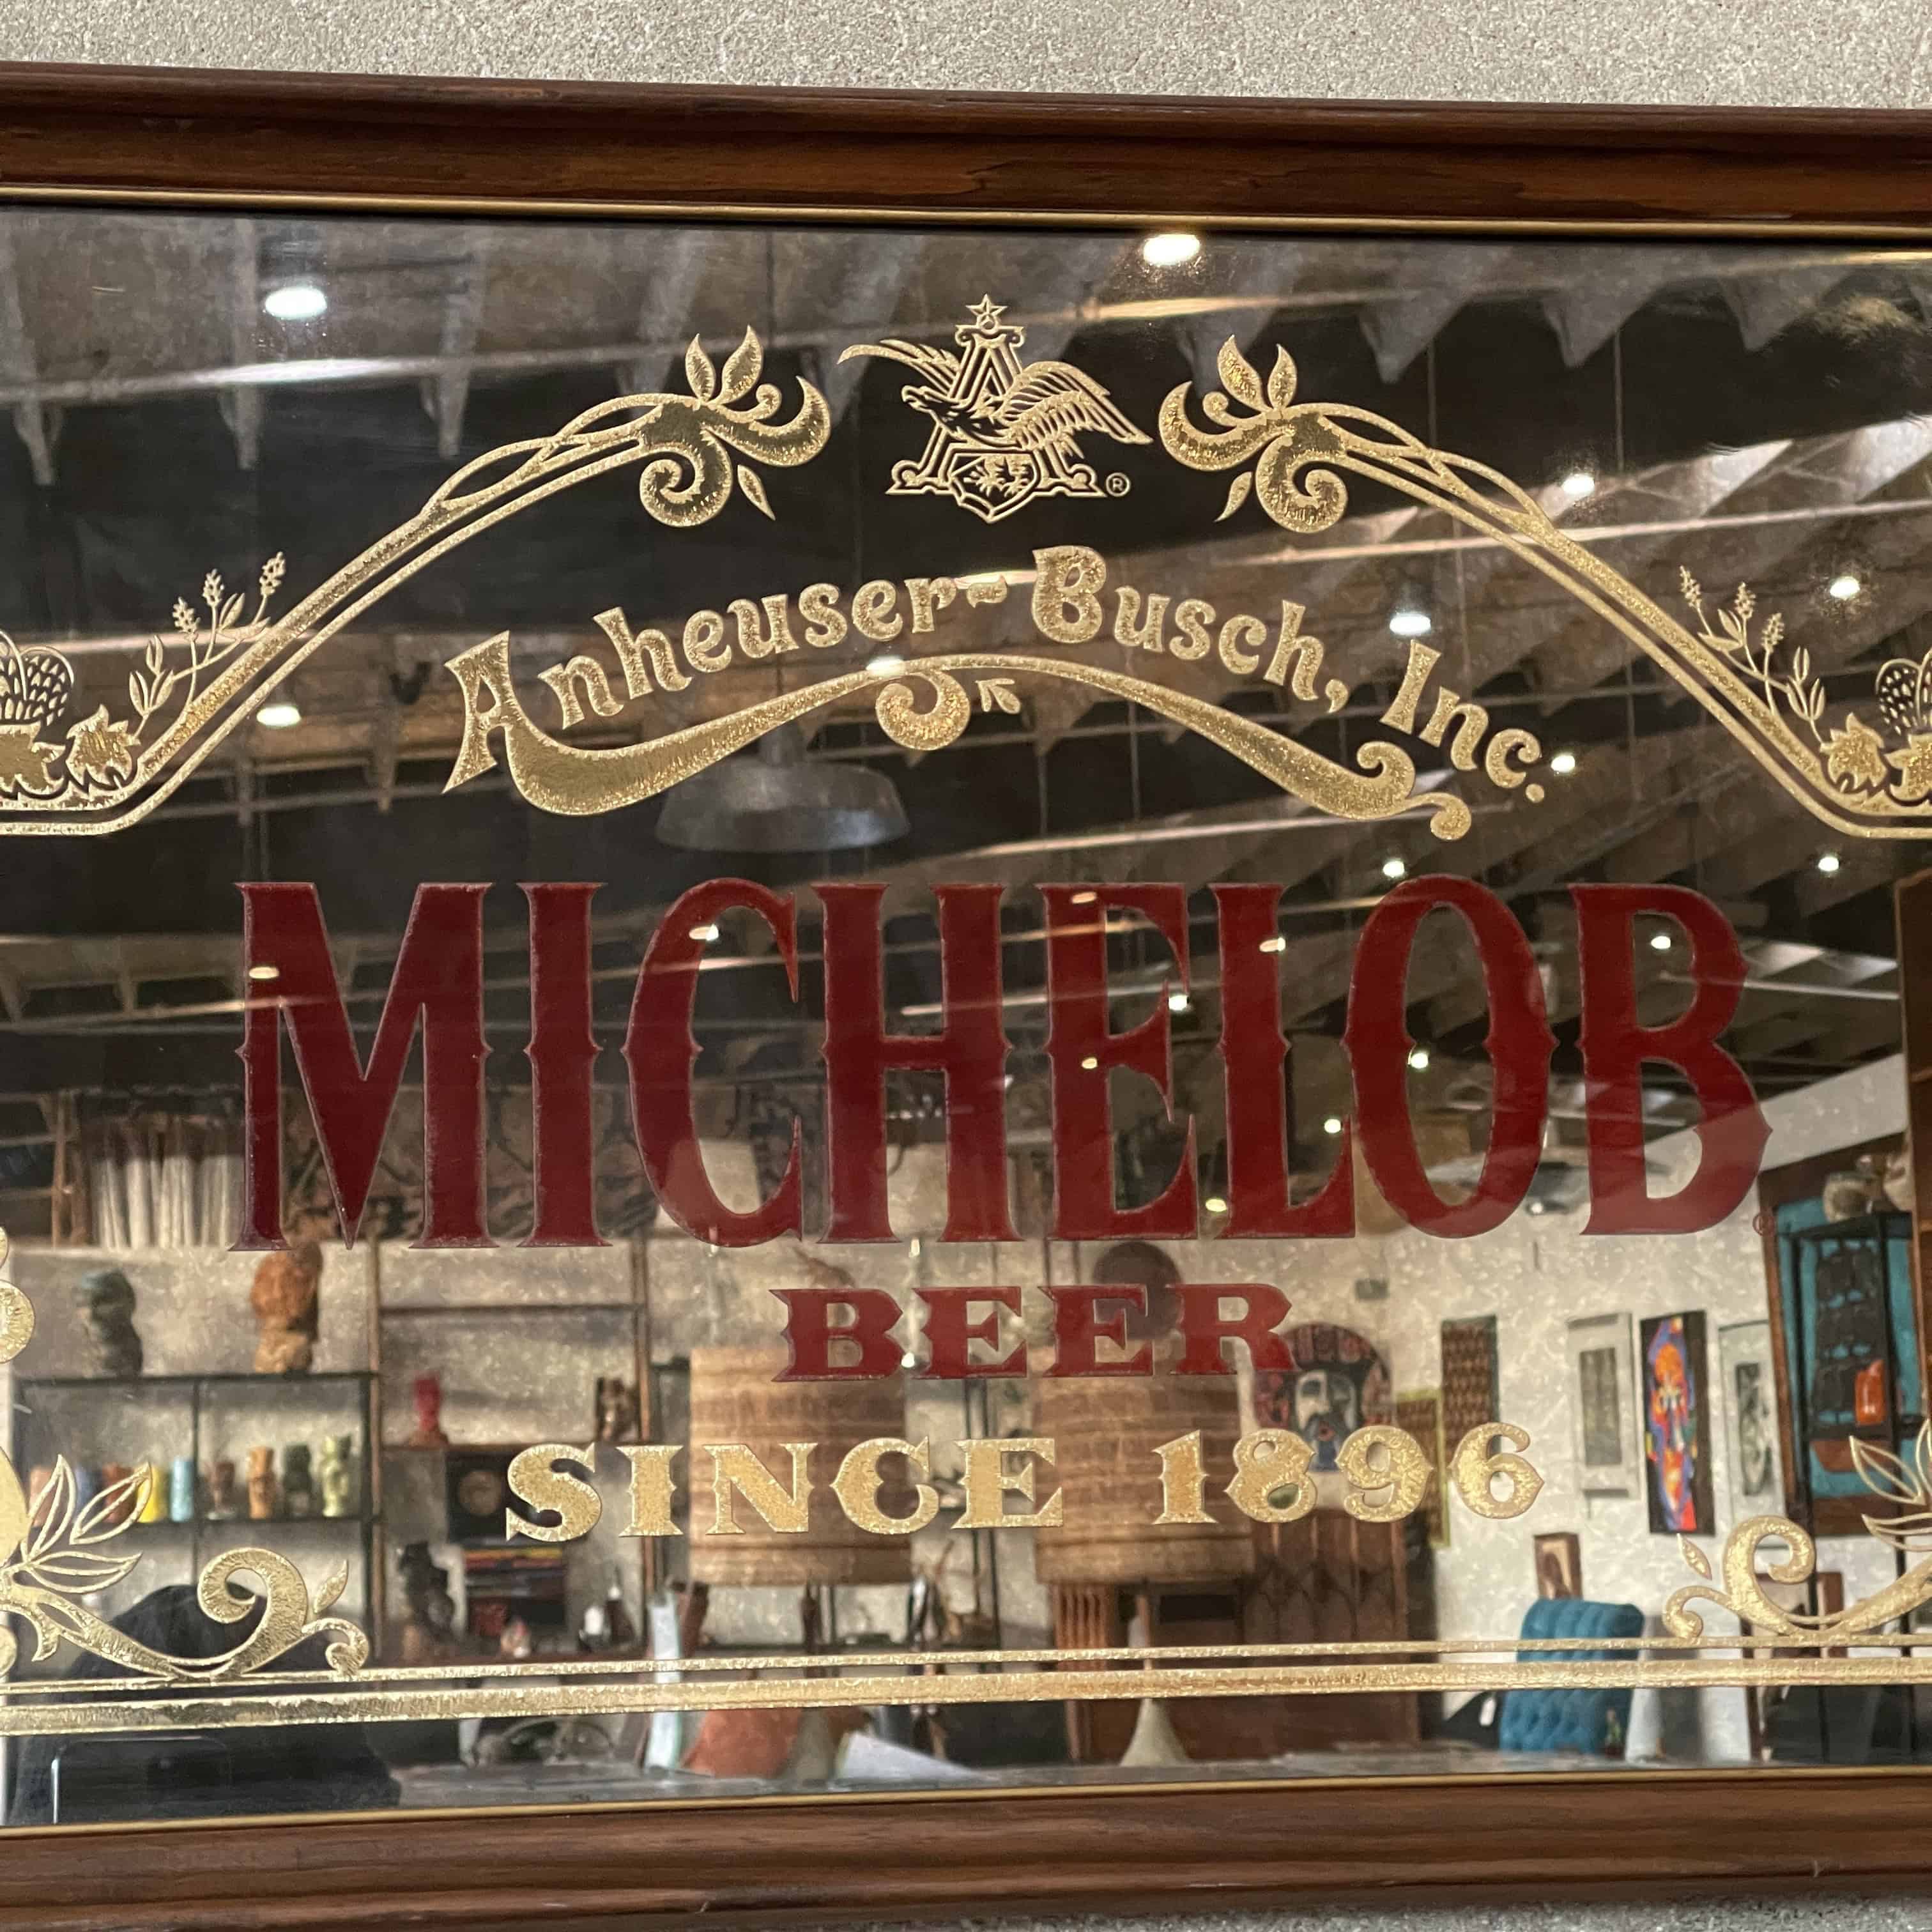 A
®
Anheuser-Busch, Inc.
MICHELOB®
BEER
SINCE 1896